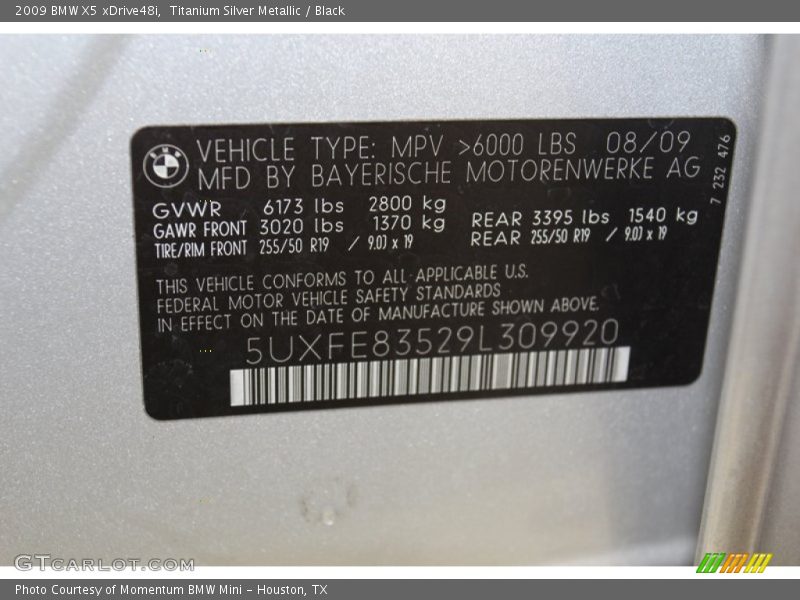 2009 BMW X5 xDrive48i, Titanium Silver Metallic / Black
VEHICLE TYPE: MPV >6000 LBS 08/09
MFD BY BAYERISCHE MOTORENWERKE AG
7 232 476
GVWR 6173 lbs 2800 kg
GAWR FRONT 3020 lbs 1370 kg REAR 3395 lbs 1540 kg
TIRE/RIM FRONT 255/50 R19 / 9.0J x 19 REAR 255/50 R19 / 9.0J x 19
THIS VEHICLE CONFORMS TO ALL APPLICABLE U.S.
FEDERAL MOTOR VEHICLE SAFETY STANDARDS
IN EFFECT ON THE DATE OF MANUFACTURE SHOWN ABOVE.
5UXFE83529L309920
GTcarlot.com
Photo Courtesy of Momentum BMW Mini - Houston, TX